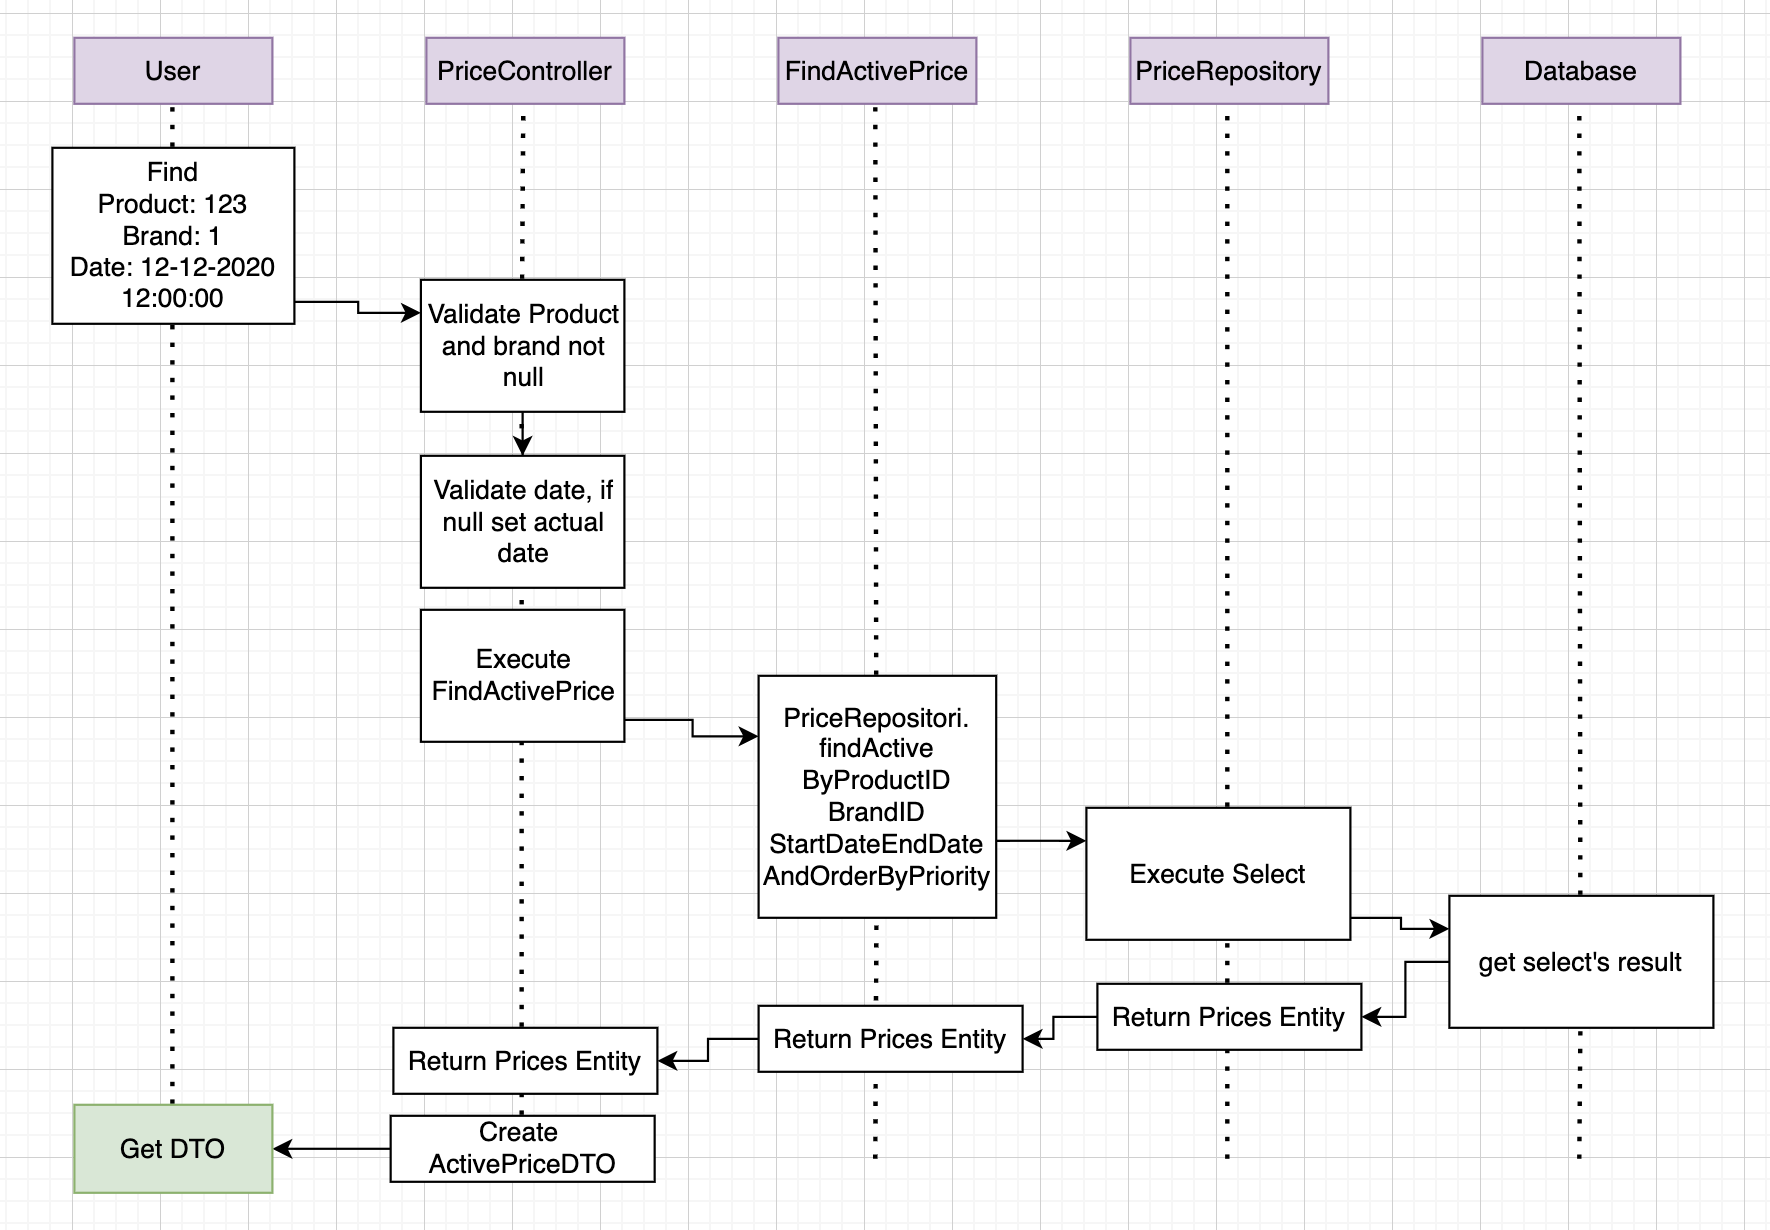 User
PriceController
FindActivePrice
PriceRepository
Database
Find
Product: 123
Brand: 1
Date: 12-12-2020
12:00:00
Validate Product
and brand not
null
Validate date, if
null set actual
date
Execute
FindActivePrice
PriceRepositori.
findActive
ByProductID
BrandID
StartDateEndDate
AndOrderByPriority
Execute Select
get select's result
Return Prices Entity
Return Prices Entity
Return Prices Entity
Create
ActivePriceDTO
Get DTO